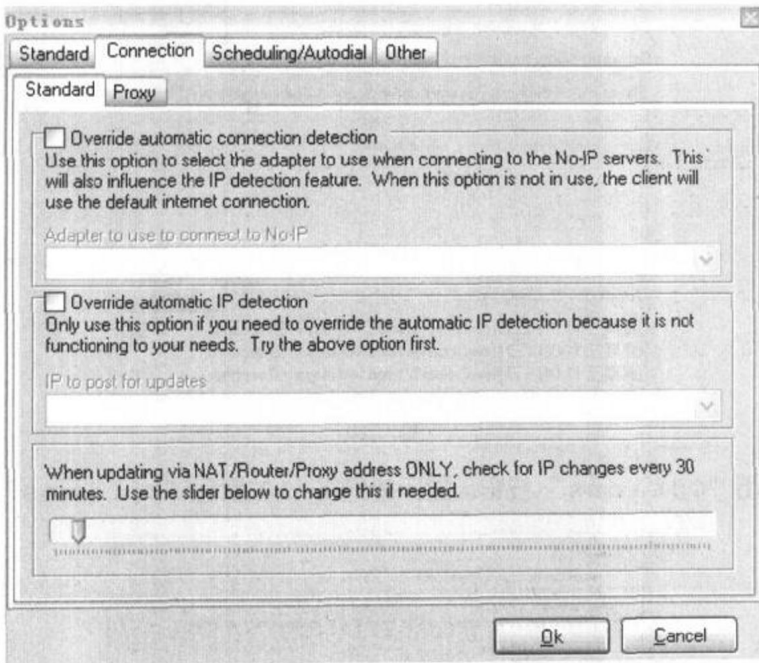 Options
Standard Connection Scheduling/Autodial Other
Standard Proxy
Override automatic connection detection
Use this option to select the adapter to use when connecting to the No-IP servers. This
will also influence the IP detection feature. When this option is not in use, the client will
use the default internet connection.
Adapter to use to connect to No-IP
Override automatic IP detection
Only use this option if you need to override the automatic IP detection because it is not
functioning to your needs. Try the above option first.
IP to post for updates
When updating via NAT/Router/Proxy address ONLY, check for IP changes every 30
minutes. Use the slider below to change this if needed.
Ok Cancel